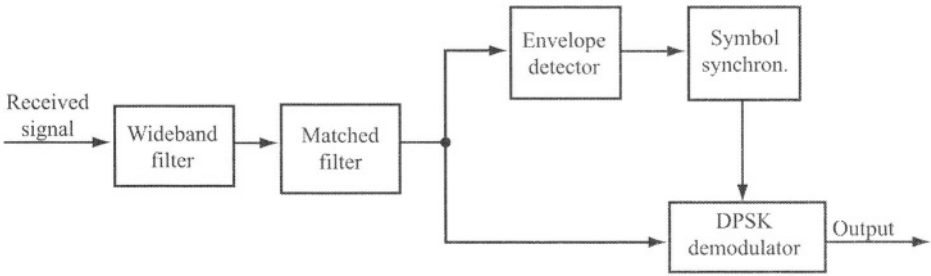 Received
signal
Wideband
filter
Matched
filter
Envelope
detector
Symbol
synchron.
DPSK
demodulator
Output